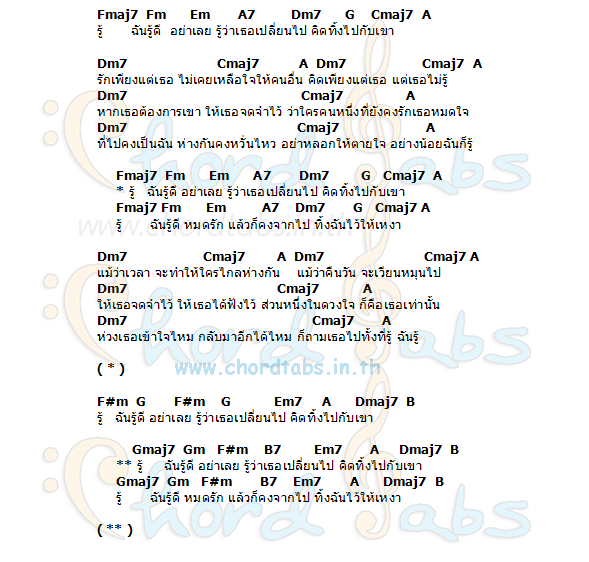 Fmaj7 Fm Em A7 Dm7 G Cmaj7 A
รู้ ฉันรู้ดี อย่าเลย รู้ว่าเธอเปลี่ยนไป คิดทิ้งไปกับเขา
Dm7 Cmaj7 A Dm7 Cmaj7 A
รักเพียงแต่เธอ ไม่เคยเหลือใจให้คนอื่น คิดเพียงแต่เธอ แต่เธอไม่รู้
Dm7 Cmaj7 A
หากเธอต้องการเขา ให้เธอจดจำไว้ ว่าใครคนหนึ่งที่ยังคงรักเธอหมดใจ
Dm7 Cmaj7 A
ที่ไปคงเป็นฉัน ห่างกันคงหวั่นไหว อย่าหลอกให้ตายใจ อย่างน้อยฉันก็รู้
Fmaj7 Fm Em A7 Dm7 G Cmaj7 A
* รู้ ฉันรู้ดี อย่าเลย รู้ว่าเธอเปลี่ยนไป คิดทิ้งไปกับเขา
Fmaj7 Fm Em A7 Dm7 G Cmaj7 A
รู้ ฉันรู้ดี หมดรัก แล้วก็คงจากไป ทิ้งฉันไว้ให้เหงา
www.chordtabs.in.th
Dm7 Cmaj7 A Dm7 Cmaj7 A
แม้ว่าเวลา จะทำให้ใครไกลห่างกัน แม้ว่าคืนวัน จะเวียนหมุนไป
Dm7 Cmaj7 A
ให้เธอจดจำไว้ ให้เธอได้ฟังไว้ ส่วนหนึ่งในดวงใจ ก็คือเธอเท่านั้น
Dm7 Cmaj7 A
ห่วงเธอเข้าใจไหม กลับมาอีกได้ไหม ก็ถามเธอไปทั้งที่รู้ ฉันรู้
( * )
www.chordtabs.in.th
F#m G F#m G Em7 A Dmaj7 B
รู้ ฉันรู้ดี อย่าเลย รู้ว่าเธอเปลี่ยนไป คิดทิ้งไปกับเขา
Gmaj7 Gm F#m B7 Em7 A Dmaj7 B
** รู้ ฉันรู้ดี อย่าเลย รู้ว่าเธอเปลี่ยนไป คิดทิ้งไปกับเขา
Gmaj7 Gm F#m B7 Em7 A Dmaj7 B
รู้ ฉันรู้ดี หมดรัก แล้วก็คงจากไป ทิ้งฉันไว้ให้เหงา
( ** )
Chord Tabs
Chord Tabs
Chord Tabs